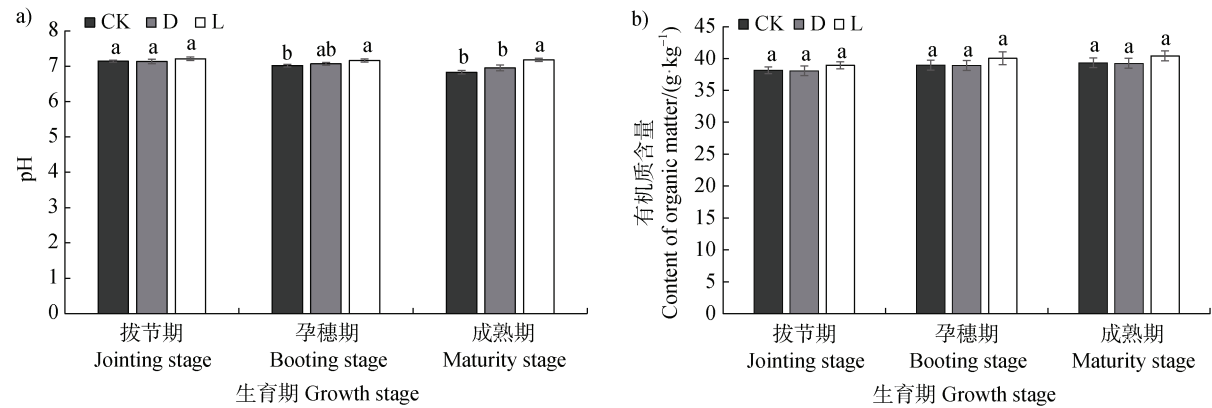 a)
CK D L
8
7
6
5
4
3
2
1
0
pH
a a a
b ab a
b b a
拔节期
Jointing stage
孕穗期
Booting stage
成熟期
Maturity stage
生育期 Growth stage
b)
CK D L
45
40
35
30
25
20
15
10
5
0
有机质含量
Content of organic matter/(g·kg⁻¹)
a a a
a a a
a a a
拔节期
Jointing stage
孕穗期
Booting stage
成熟期
Maturity stage
生育期 Growth stage